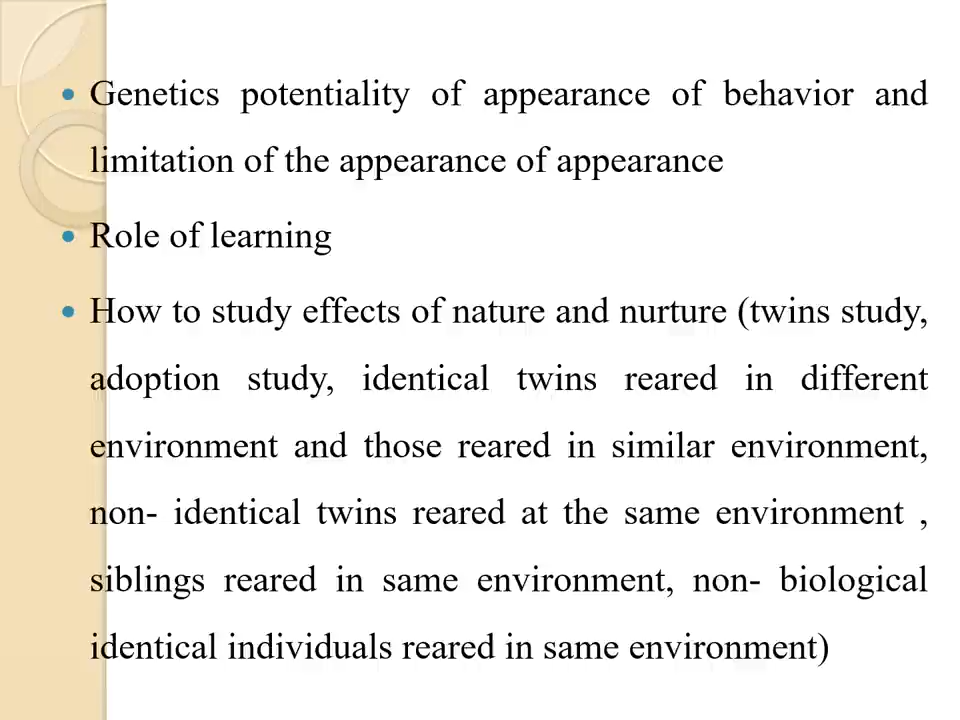 Genetics potentiality of appearance of behavior and
limitation of the appearance of appearance
Role of learning
How to study effects of nature and nurture (twins study,
adoption study, identical twins reared in different
environment and those reared in similar environment,
non- identical twins reared at the same environment ,
siblings reared in same environment, non- biological
identical individuals reared in same environment)